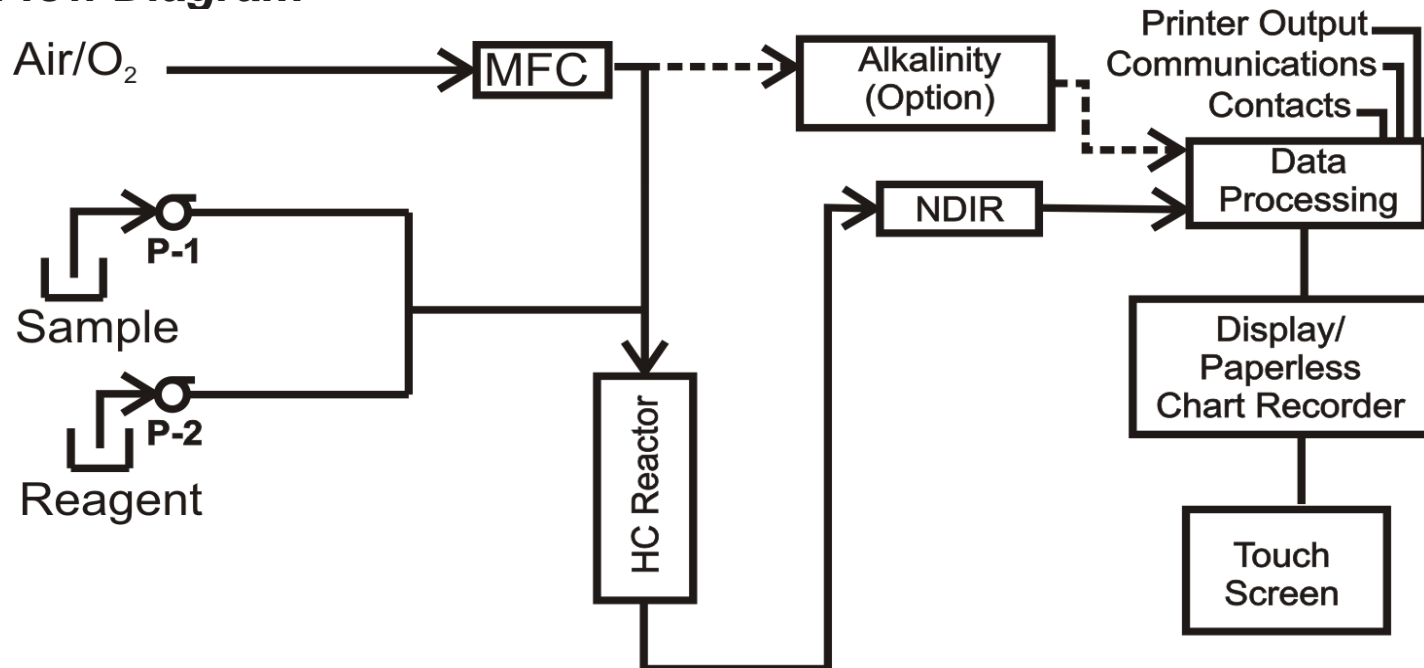 Diagram
Air/O₂
MFC
Alkalinity
(Option)
Printer Output
Communications
Contacts
Data
Processing
P-1
Sample
NDIR
P-2
Reagent
HC Reactor
Display/
Paperless
Chart Recorder
Touch
Screen